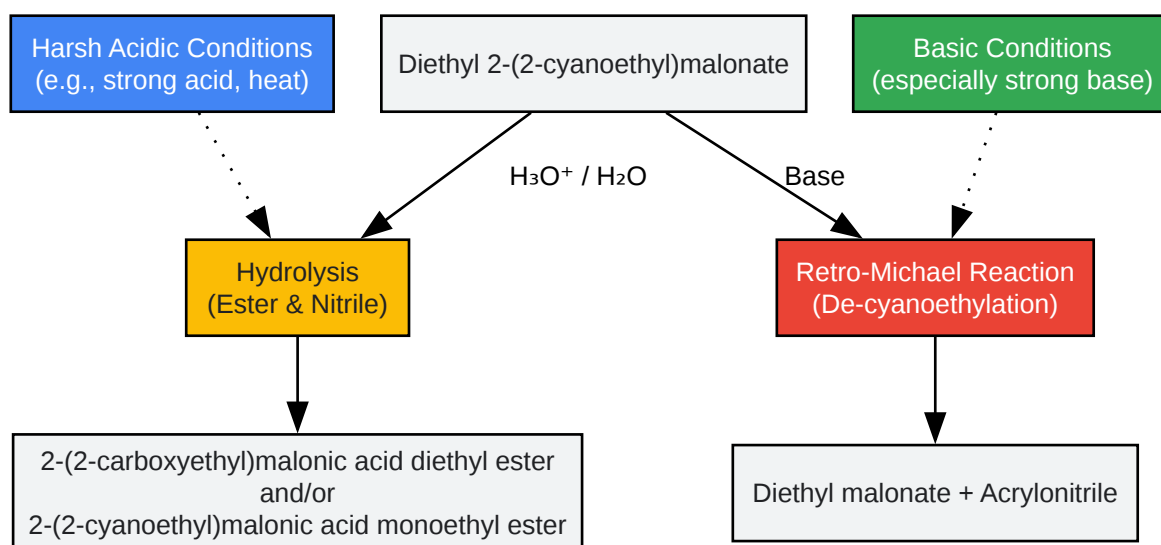 Harsh Acidic Conditions
(e.g., strong acid, heat)
Diethyl 2-(2-cyanoethyl)malonate
Basic Conditions
(especially strong base)
H₃O⁺ / H₂O
Base
Hydrolysis
(Ester & Nitrile)
Retro-Michael Reaction
(De-cyanoethylation)
2-(2-carboxyethyl)malonic acid diethyl ester
and/or
2-(2-cyanoethyl)malonic acid monoethyl ester
Diethyl malonate + Acrylonitrile